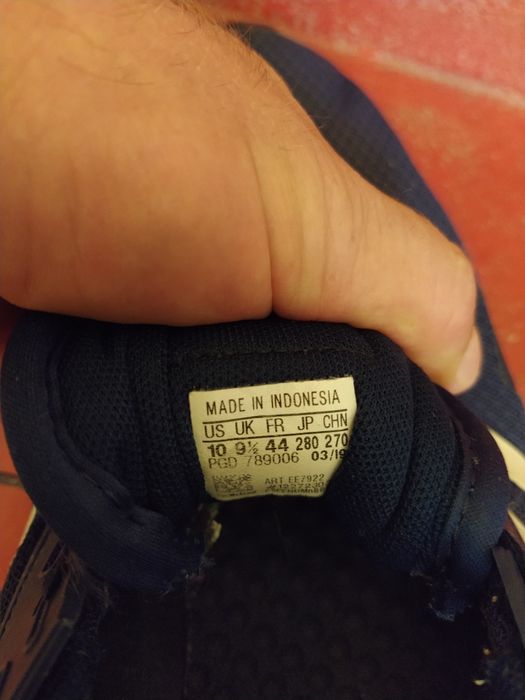 MADE IN INDONESIA
US UK FR JP CHN
10 9½ 44 280 270
PGD 789006 03/19
ART EE7922